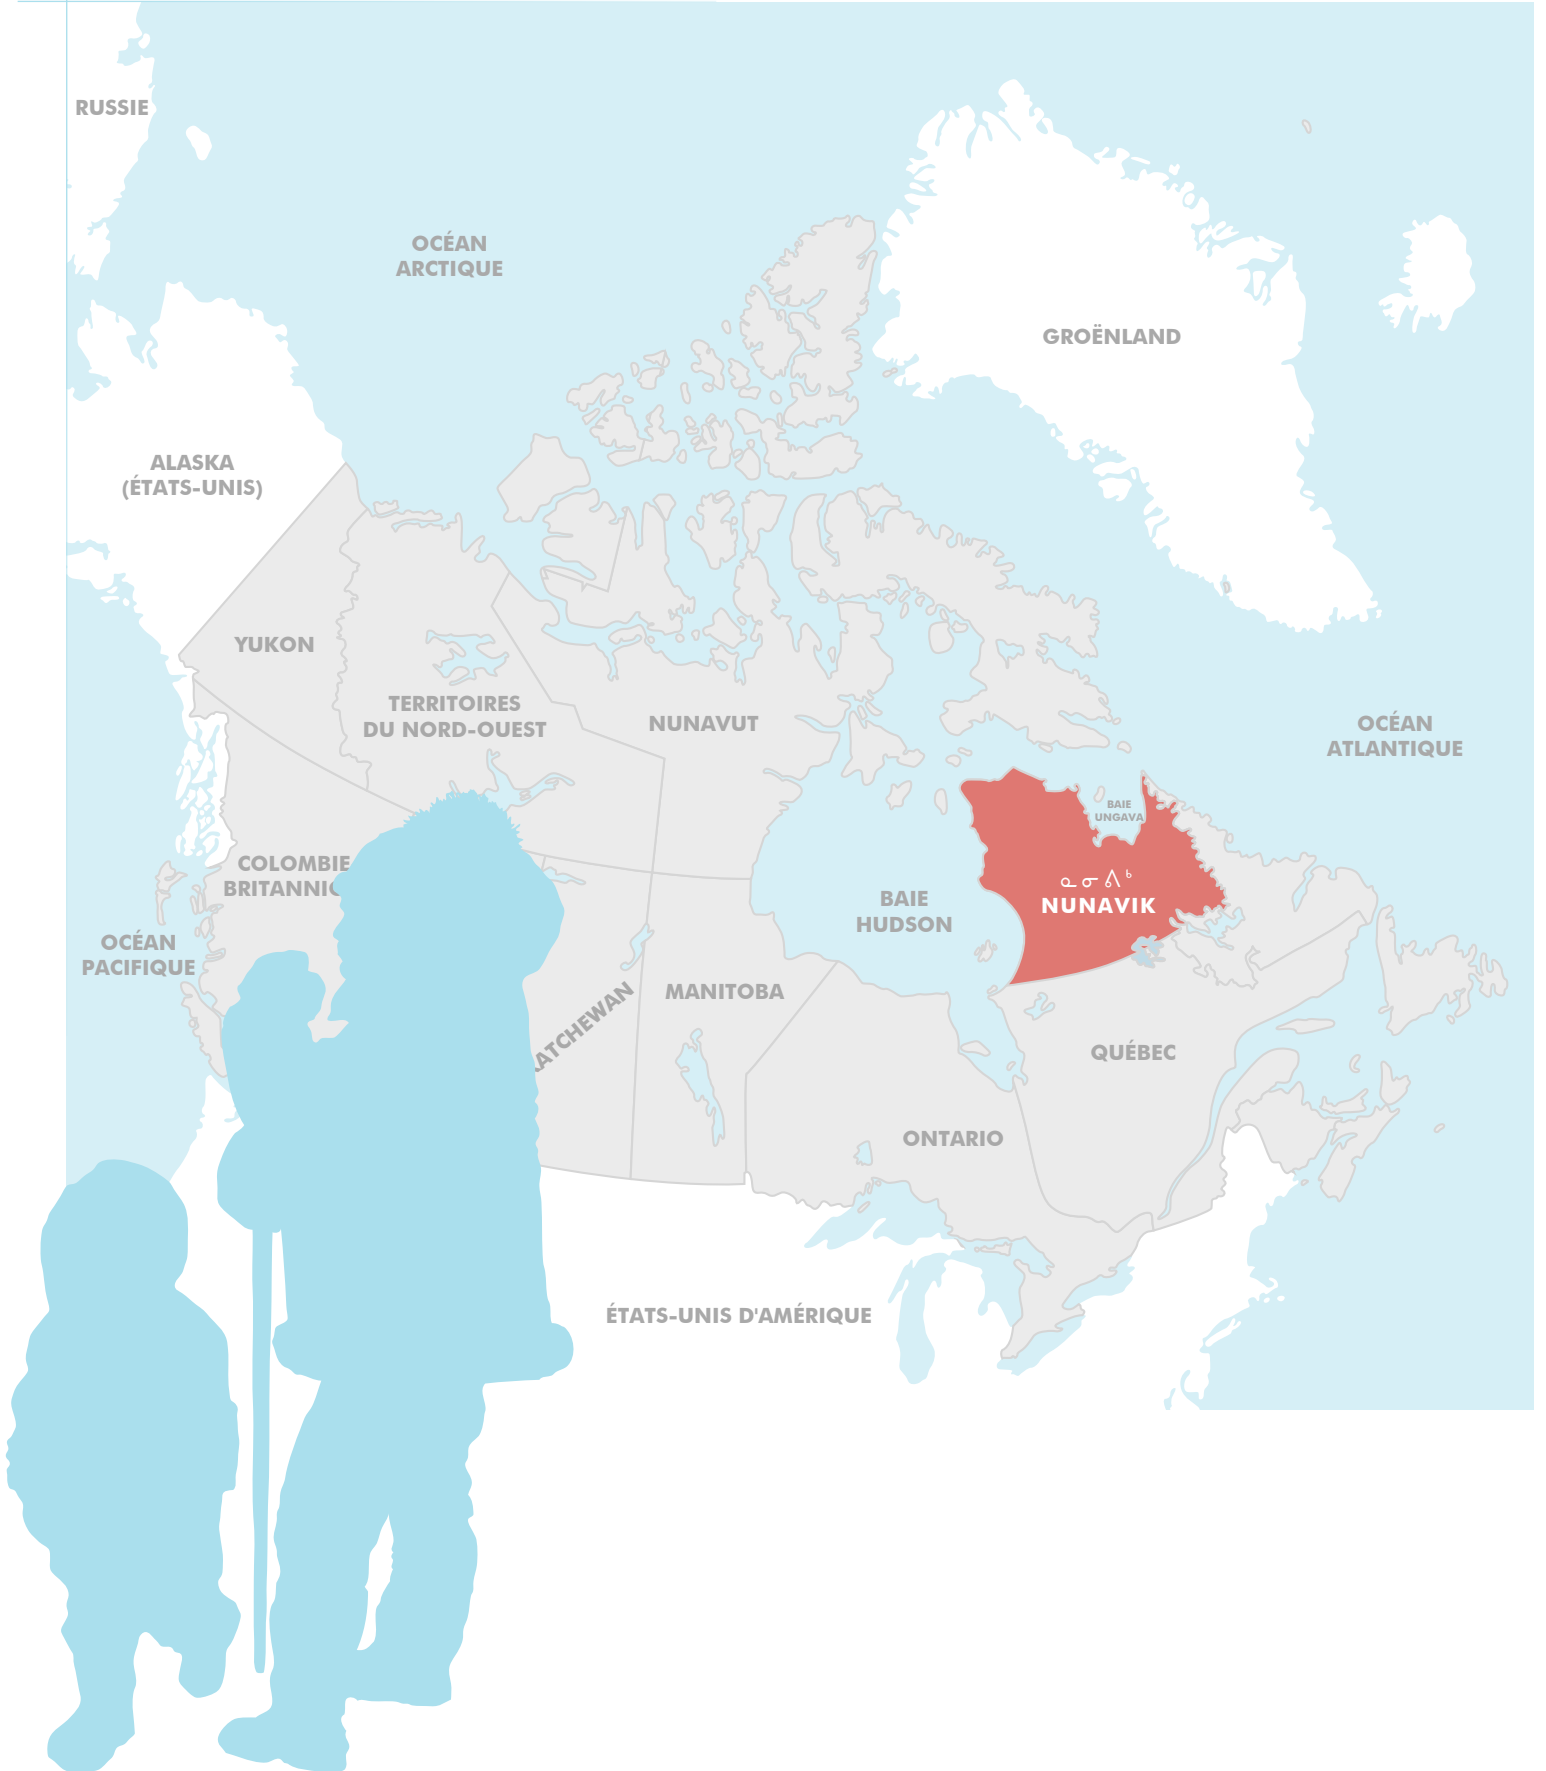 RUSSIE
OCÉAN
ARCTIQUE
GROËNLAND
ALASKA
(ÉTATS-UNIS)
YUKON
TERRITOIRES
DU NORD-OUEST
NUNAVUT
OCÉAN
ATLANTIQUE
BAIE
UNGAVA
ᓄᓇᕕᒃ
NUNAVIK
COLOMBIE
BRITANNIQ
BAIE
HUDSON
OCÉAN
PACIFIQUE
ATCHEWAN
MANITOBA
QUÉBEC
ONTARIO
ÉTATS-UNIS D'AMÉRIQUE